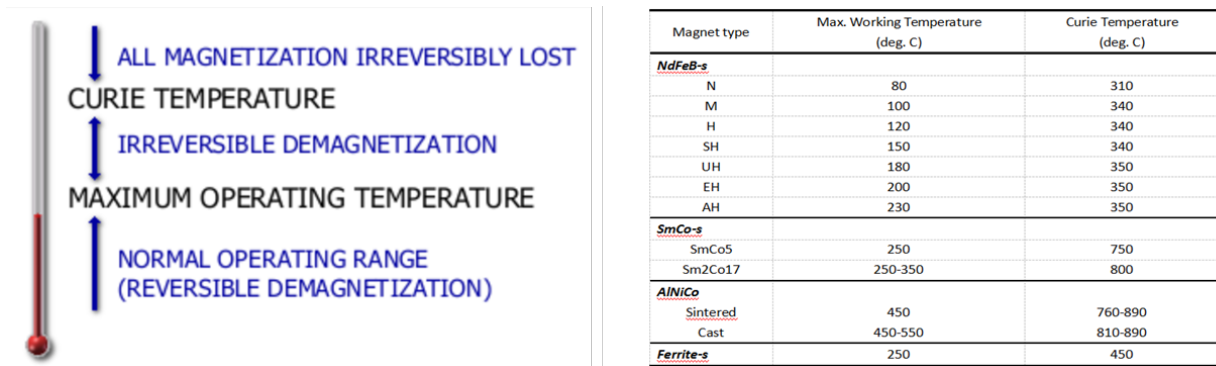 ALL MAGNETIZATION IRREVERSIBLY LOST
CURIE TEMPERATURE
IRREVERSIBLE DEMAGNETIZATION
MAXIMUM OPERATING TEMPERATURE
NORMAL OPERATING RANGE
(REVERSIBLE DEMAGNETIZATION)
Magnet type Max. Working Temperature (deg. C) Curie Temperature (deg. C)
NdFeB-s
N 80 310
M 100 340
H 120 340
SH 150 340
UH 180 350
EH 200 350
AH 230 350
SmCo-s
SmCo5 250 750
Sm2Co17 250-350 800
AlNiCo
Sintered 450 760-890
Cast 450-550 810-890
Ferrite-s 250 450